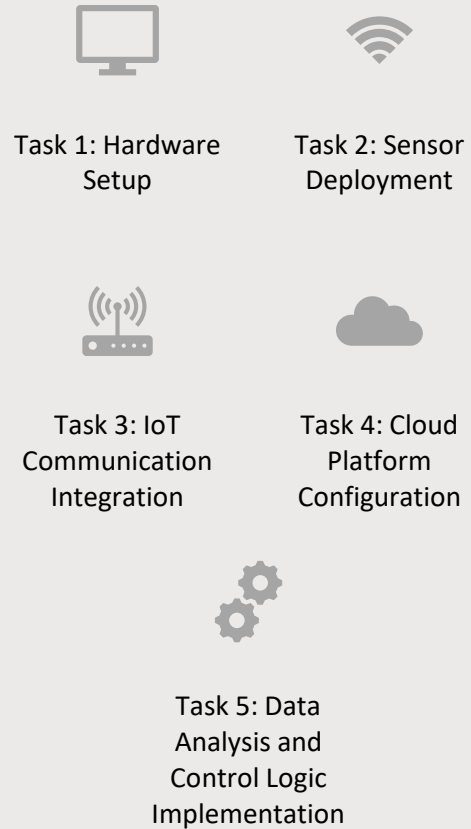 Task 1: Hardware
Setup
Task 2: Sensor
Deployment
Task 3: IoT
Communication
Integration
Task 4: Cloud
Platform
Configuration
Task 5: Data
Analysis and
Control Logic
Implementation